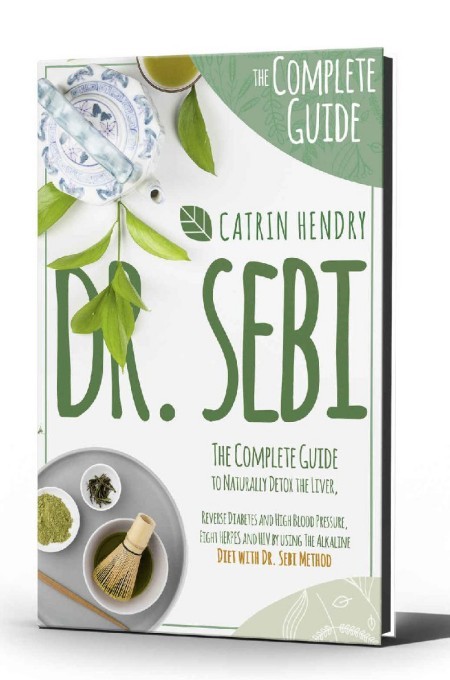 THE COMPLETE
GUIDE
CATRIN HENDRY
DR. SEBI
THE COMPLETE GUIDE
TO NATURALLY DETOX THE LIVER,
REVERSE DIABETES AND HIGH BLOOD PRESSURE,
FIGHT HERPES AND HIV BY USING THE ALKALINE
DIET WITH DR. SEBI METHOD